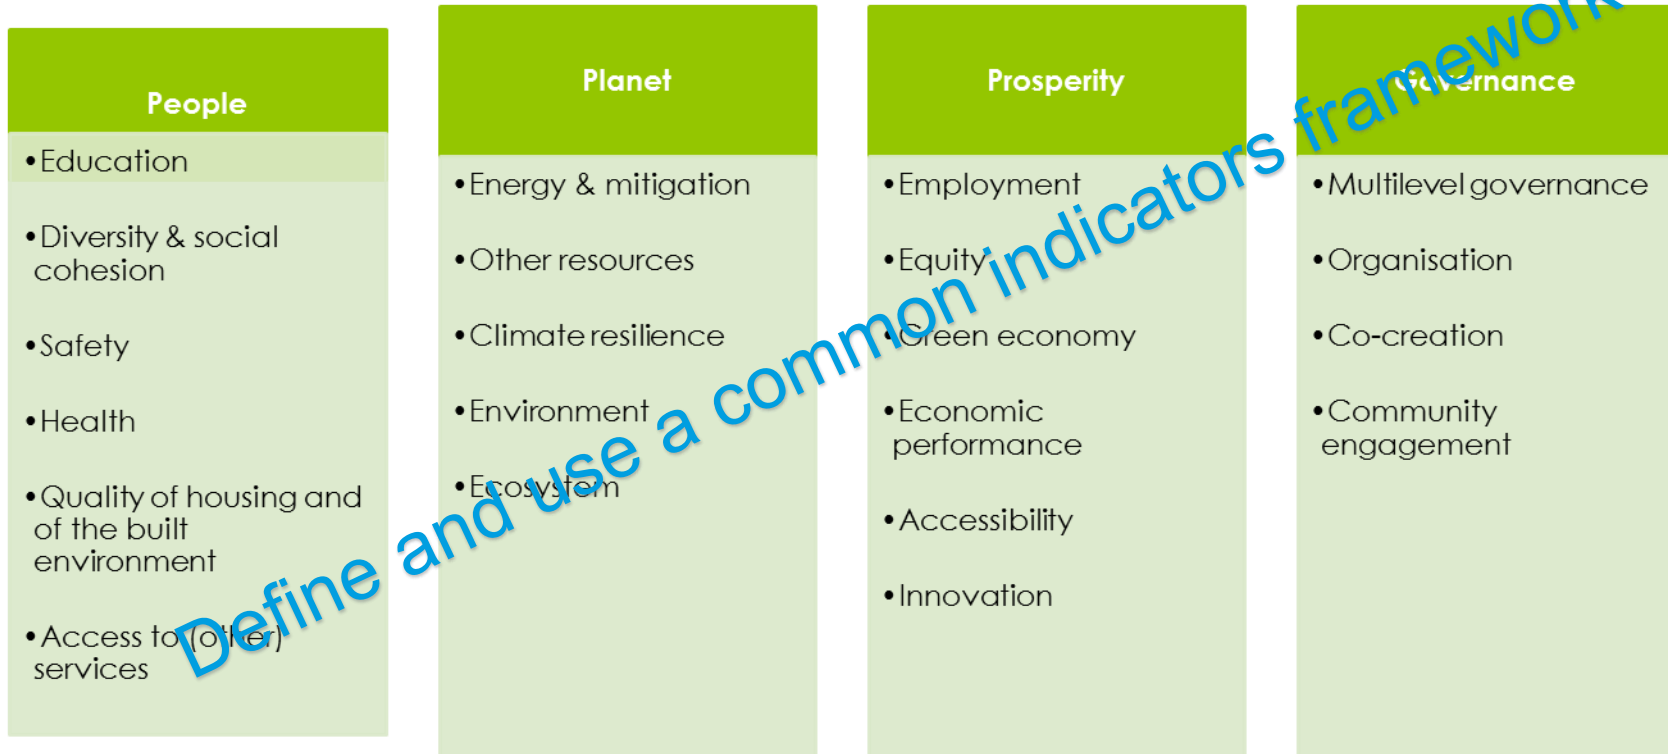 People
•Education
•Diversity & social
cohesion
•Safety
•Health
•Quality of housing and
of the built
environment
•Access to (other)
services
Planet
•Energy & mitigation
•Other resources
•Climate resilience
•Environment
•Ecosystem
Prosperity
•Employment
•Equity
•Green economy
•Economic
performance
•Accessibility
•Innovation
Governance
•Multilevel governance
•Organisation
•Co-creation
•Community
engagement
Define and use a common indicators framework